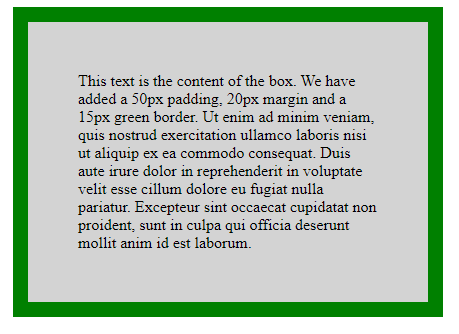 This text is the content of the box. We have
added a 50px padding, 20px margin and a
15px green border. Ut enim ad minim veniam,
quis nostrud exercitation ullamco laboris nisi
ut aliquip ex ea commodo consequat. Duis
aute irure dolor in reprehenderit in voluptate
velit esse cillum dolore eu fugiat nulla
pariatur. Excepteur sint occaecat cupidatat non
proident, sunt in culpa qui officia deserunt
mollit anim id est laborum.